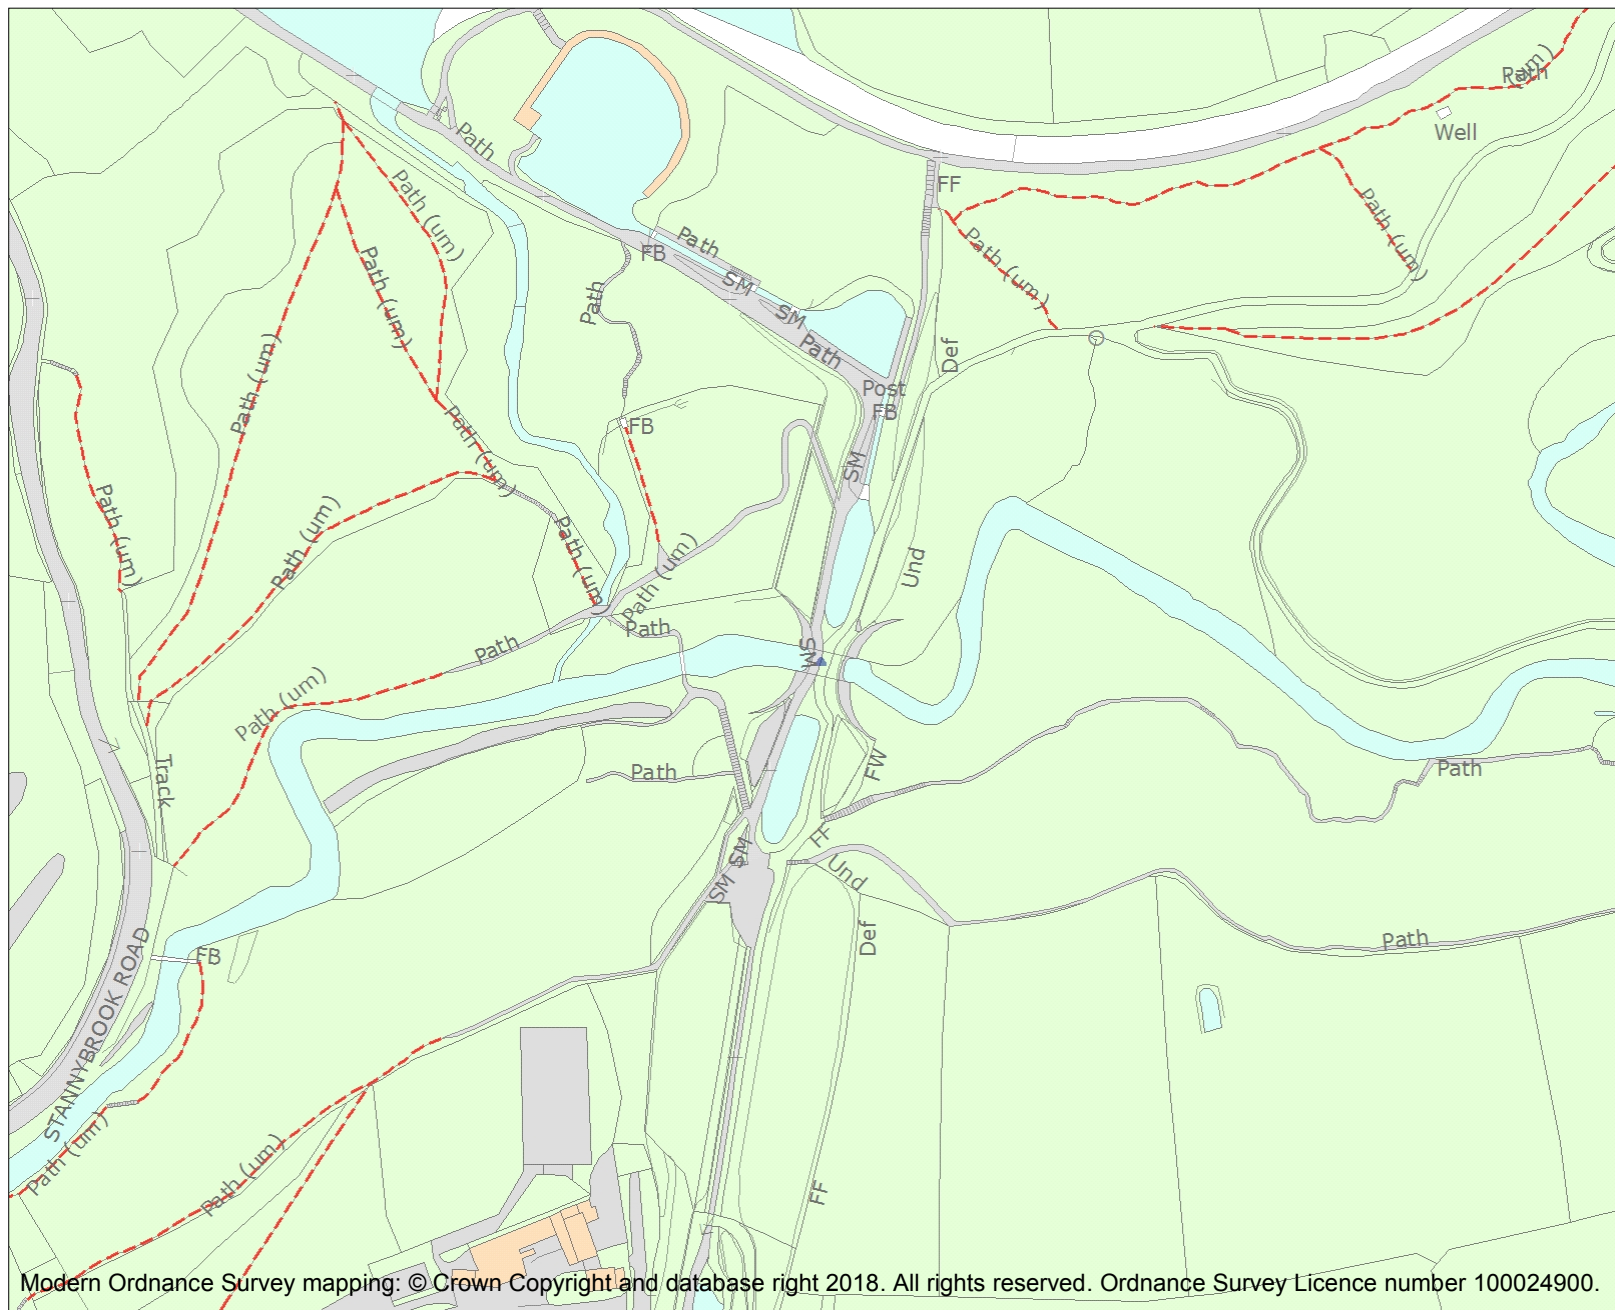 Path
(um)
Well
Path
FF
Path (um)
Path (um)
Path
FB
SM
SM
Path
Path (um)
Path (um)
Path
Def
Path (um)
Post
FB
FB
Path (um)
SM
Path (um)
Path (um)
Path (um)
Path (um)
Und
Path (um)
Path
Path
SM
Path (um)
Track
Path
FW
Path
SM
FF
SM
Und
Def
Path
FB
STANNYBROOK ROAD
Path (um)
Path (um)
FF
Modern Ordnance Survey mapping: © Crown Copyright and database right 2018. All rights reserved. Ordnance Survey Licence number 100024900.